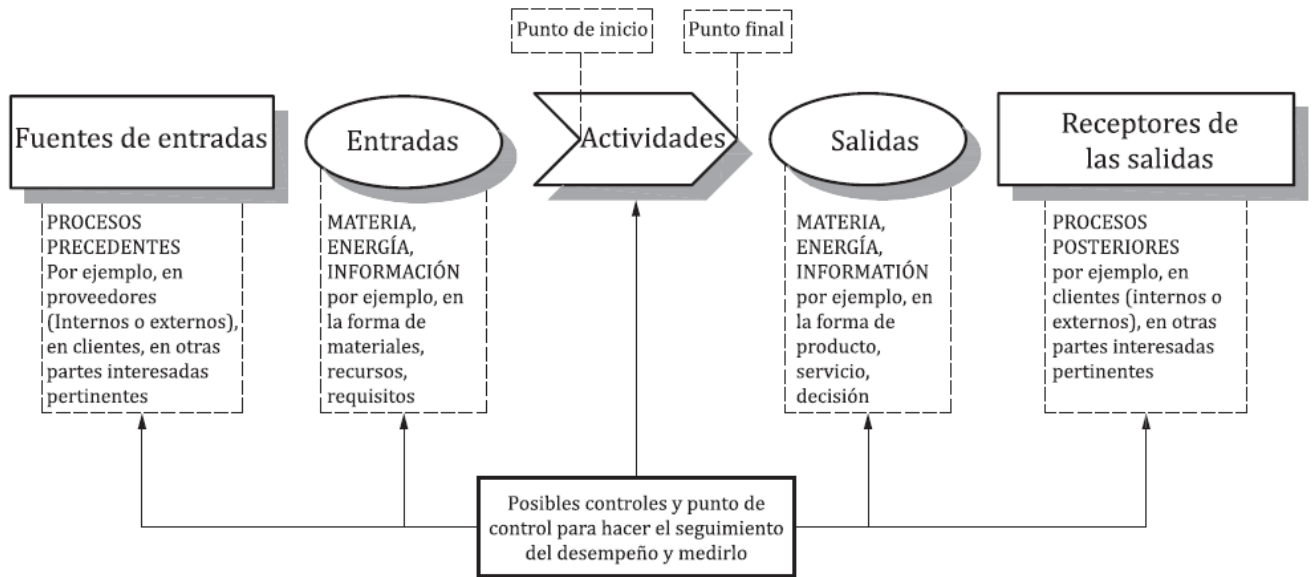 Punto de inicio
Punto final
Fuentes de entradas
Entradas
Actividades
Salidas
Receptores de
las salidas
PROCESOS
PRECEDENTES
Por ejemplo, en
proveedores
(Internos o externos),
en clientes, en otras
partes interesadas
pertinentes
MATERIA,
ENERGÍA,
INFORMACIÓN
por ejemplo, en
la forma de
materiales,
recursos,
requisitos
MATERIA,
ENERGÍA,
INFORMATIÓN
por ejemplo, en
la forma de
producto,
servicio,
decisión
PROCESOS
POSTERIORES
por ejemplo, en
clientes (internos o
externos), en otras
partes interesadas
pertinentes
Posibles controles y punto de
control para hacer el seguimiento
del desempeño y medirlo